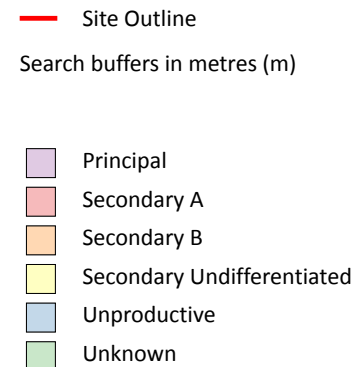 Site Outline
Search buffers in metres (m)
Principal
Secondary A
Secondary B
Secondary Undifferentiated
Unproductive
Unknown